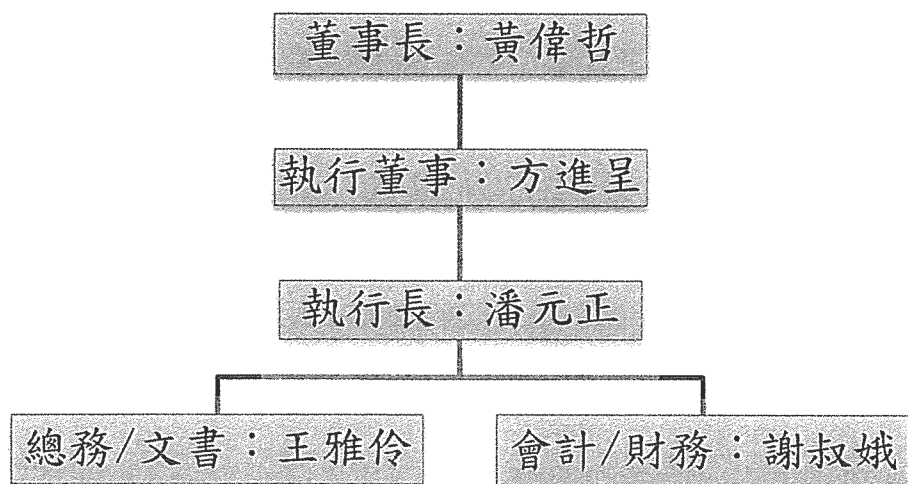 董事長：黃偉哲
執行董事：方進呈
執行長：潘元正
總務/文書：王雅伶
會計/財務：謝叔娥